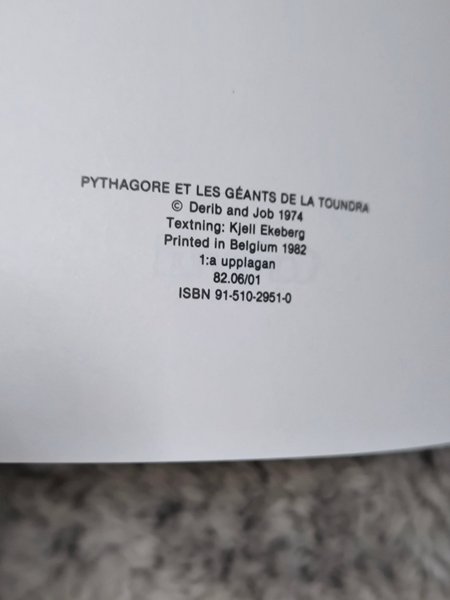 PYTHAGORE ET LES GÉANTS DE LA TOUNDRA
© Derib and Job 1974
Textning: Kjell Ekeberg
Printed in Belgium 1982
1:a upplagan
82.06/01
ISBN 91-510-2951-0